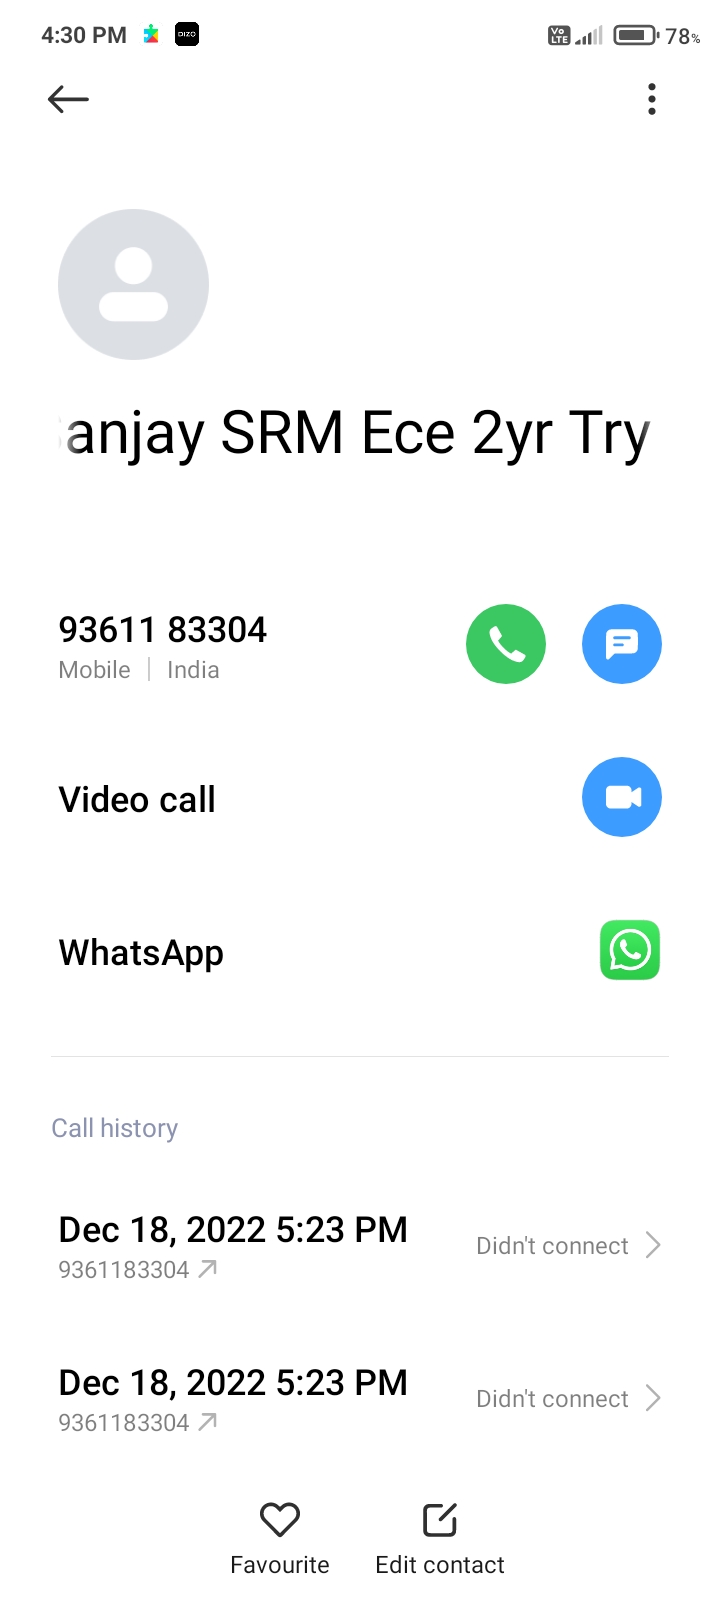 4:30 PM DIZO Vo LTE 78%
anjay SRM Ece 2yr Try
93611 83304
Mobile | India
Video call
WhatsApp
Call history
Dec 18, 2022 5:23 PM
Didn't connect
9361183304
Dec 18, 2022 5:23 PM
Didn't connect
9361183304
Favourite Edit contact